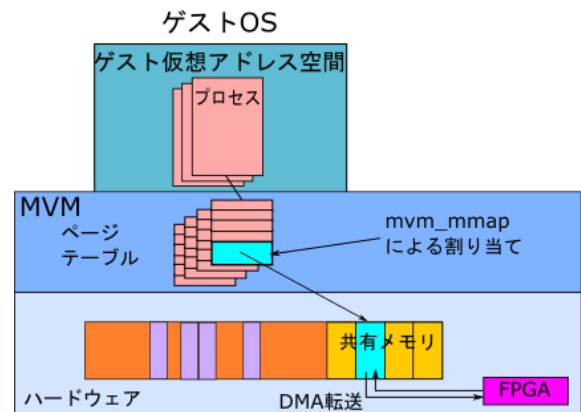 ゲストOS
ゲスト仮想アドレス空間
プロセス
MVM
ページ
テーブル
mvm_mmap
による割り当て
共有メモリ
ハードウェア
DMA転送
FPGA